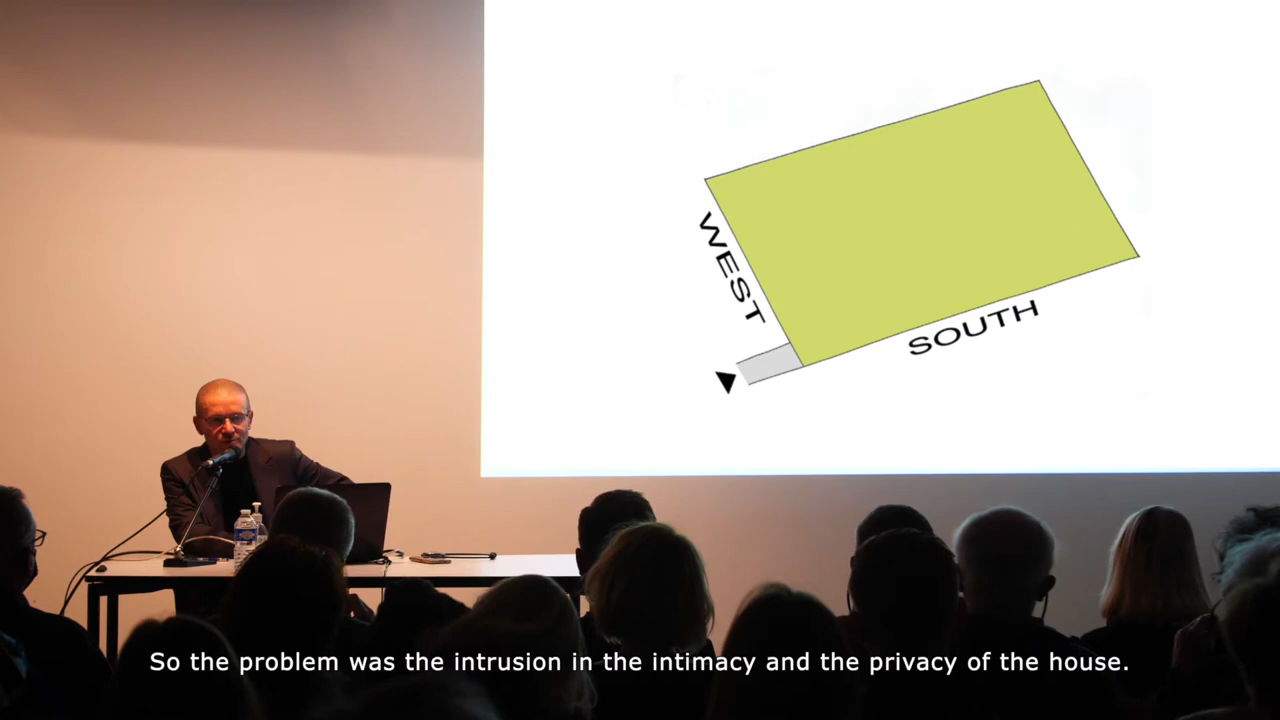 WEST
SOUTH
So the problem was the intrusion in the intimacy and the privacy of the house.